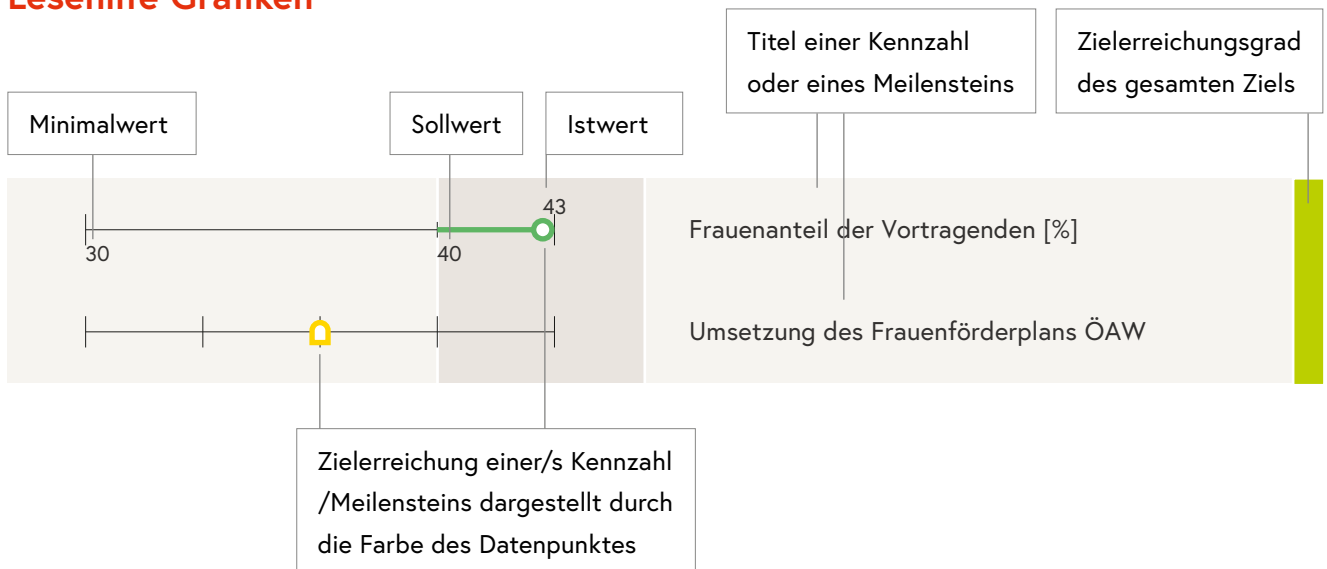 Lesehilfe Grafiken
Titel einer Kennzahl
oder eines Meilensteins
Zielerreichungsgrad
des gesamten Ziels
Minimalwert
Sollwert
Istwert
43
30
40
Frauenanteil der Vortragenden [%]
Umsetzung des Frauenförderplans ÖAW
Zielerreichung einer/s Kennzahl
/Meilensteins dargestellt durch
die Farbe des Datenpunktes